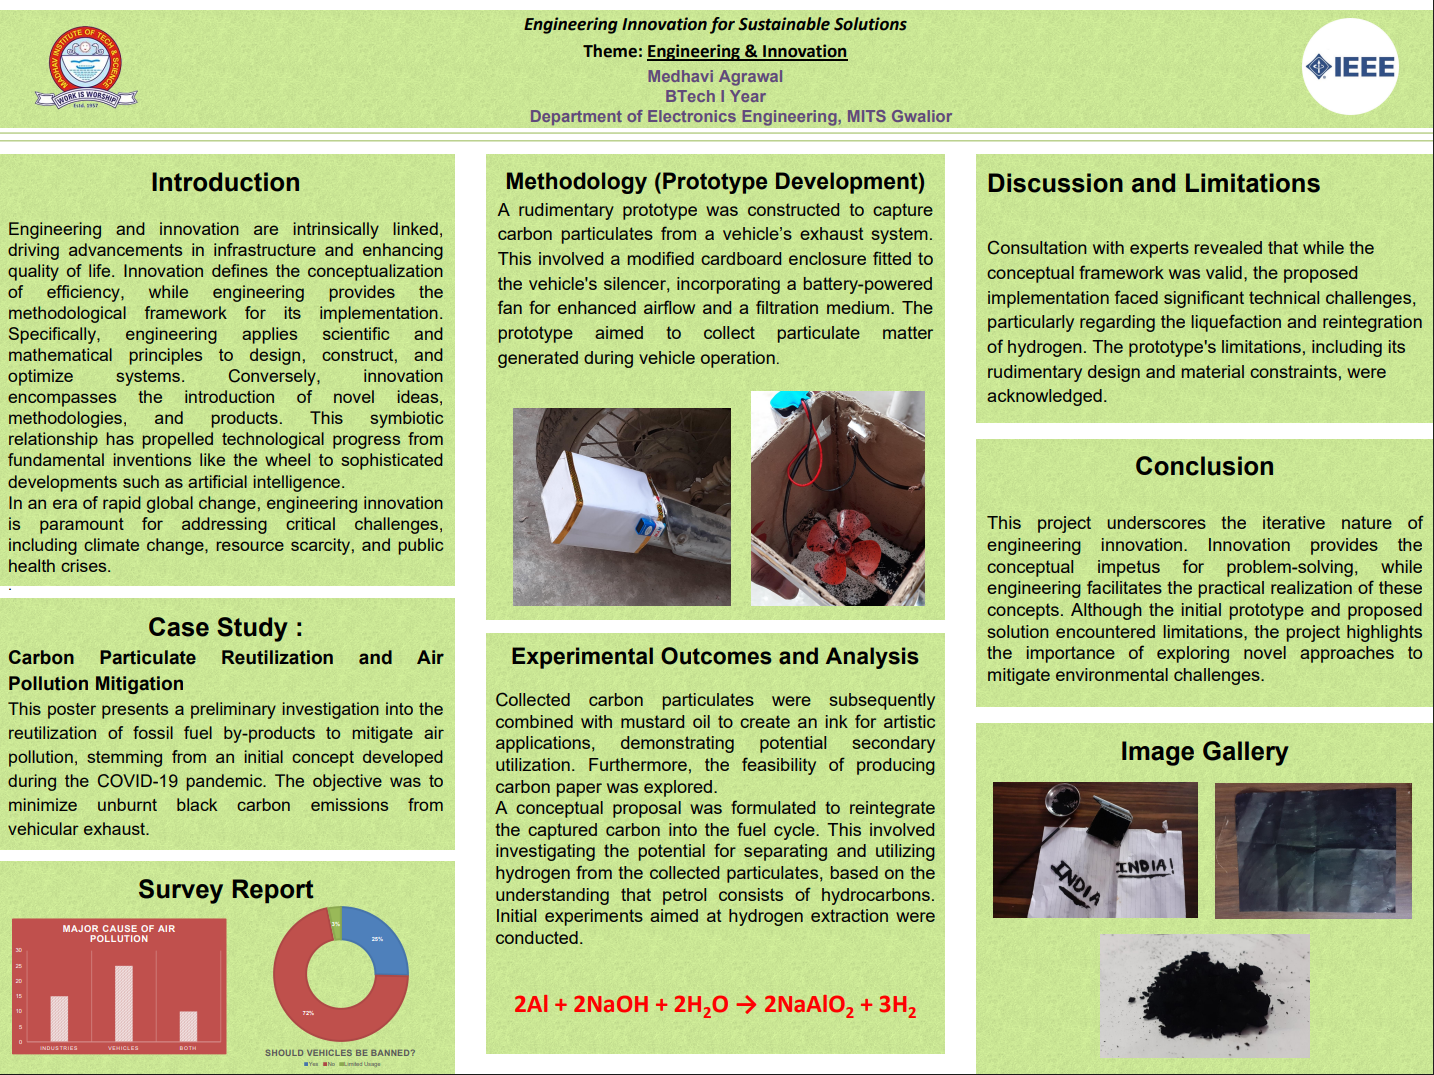 Engineering Innovation for Sustainable Solutions
Theme: Engineering & Innovation
Medhavi Agrawal
BTech I Year
Department of Electronics Engineering, MITS Gwalior
MADHAV INSTITUTE OF TECH & SCIENCE
WORK IS WORSHIP
Estd. 1957
IEEE
Introduction
Engineering and innovation are intrinsically linked,
driving advancements in infrastructure and enhancing
quality of life. Innovation defines the conceptualization
of efficiency, while engineering provides the
methodological framework for its implementation.
Specifically, engineering applies scientific and
mathematical principles to design, construct, and
optimize systems. Conversely, innovation
encompasses the introduction of novel ideas,
methodologies, and products. This symbiotic
relationship has propelled technological progress from
fundamental inventions like the wheel to sophisticated
developments such as artificial intelligence.
In an era of rapid global change, engineering innovation
is paramount for addressing critical challenges,
including climate change, resource scarcity, and public
health crises.
.
Case Study :
Carbon Particulate Reutilization and Air
Pollution Mitigation
This poster presents a preliminary investigation into the
reutilization of fossil fuel by-products to mitigate air
pollution, stemming from an initial concept developed
during the COVID-19 pandemic. The objective was to
minimize unburnt black carbon emissions from
vehicular exhaust.
Survey Report
MAJOR CAUSE OF AIR
POLLUTION
30
25
20
15
10
5
0
INDUSTRIES VEHICLES BOTH
3%
25%
72%
SHOULD VEHICLES BE BANNED?
Yes No Limited Usage
Methodology (Prototype Development)
A rudimentary prototype was constructed to capture
carbon particulates from a vehicle’s exhaust system.
This involved a modified cardboard enclosure fitted to
the vehicle's silencer, incorporating a battery-powered
fan for enhanced airflow and a filtration medium. The
prototype aimed to collect particulate matter
generated during vehicle operation.
Experimental Outcomes and Analysis
Collected carbon particulates were subsequently
combined with mustard oil to create an ink for artistic
applications, demonstrating potential secondary
utilization. Furthermore, the feasibility of producing
carbon paper was explored.
A conceptual proposal was formulated to reintegrate
the captured carbon into the fuel cycle. This involved
investigating the potential for separating and utilizing
hydrogen from the collected particulates, based on the
understanding that petrol consists of hydrocarbons.
Initial experiments aimed at hydrogen extraction were
conducted.
2Al + 2NaOH + 2H₂O → 2NaAlO₂ + 3H₂
Discussion and Limitations
Consultation with experts revealed that while the
conceptual framework was valid, the proposed
implementation faced significant technical challenges,
particularly regarding the liquefaction and reintegration
of hydrogen. The prototype's limitations, including its
rudimentary design and material constraints, were
acknowledged.
Conclusion
This project underscores the iterative nature of
engineering innovation. Innovation provides the
conceptual impetus for problem-solving, while
engineering facilitates the practical realization of these
concepts. Although the initial prototype and proposed
solution encountered limitations, the project highlights
the importance of exploring novel approaches to
mitigate environmental challenges.
Image Gallery
INDIA
INDIA!